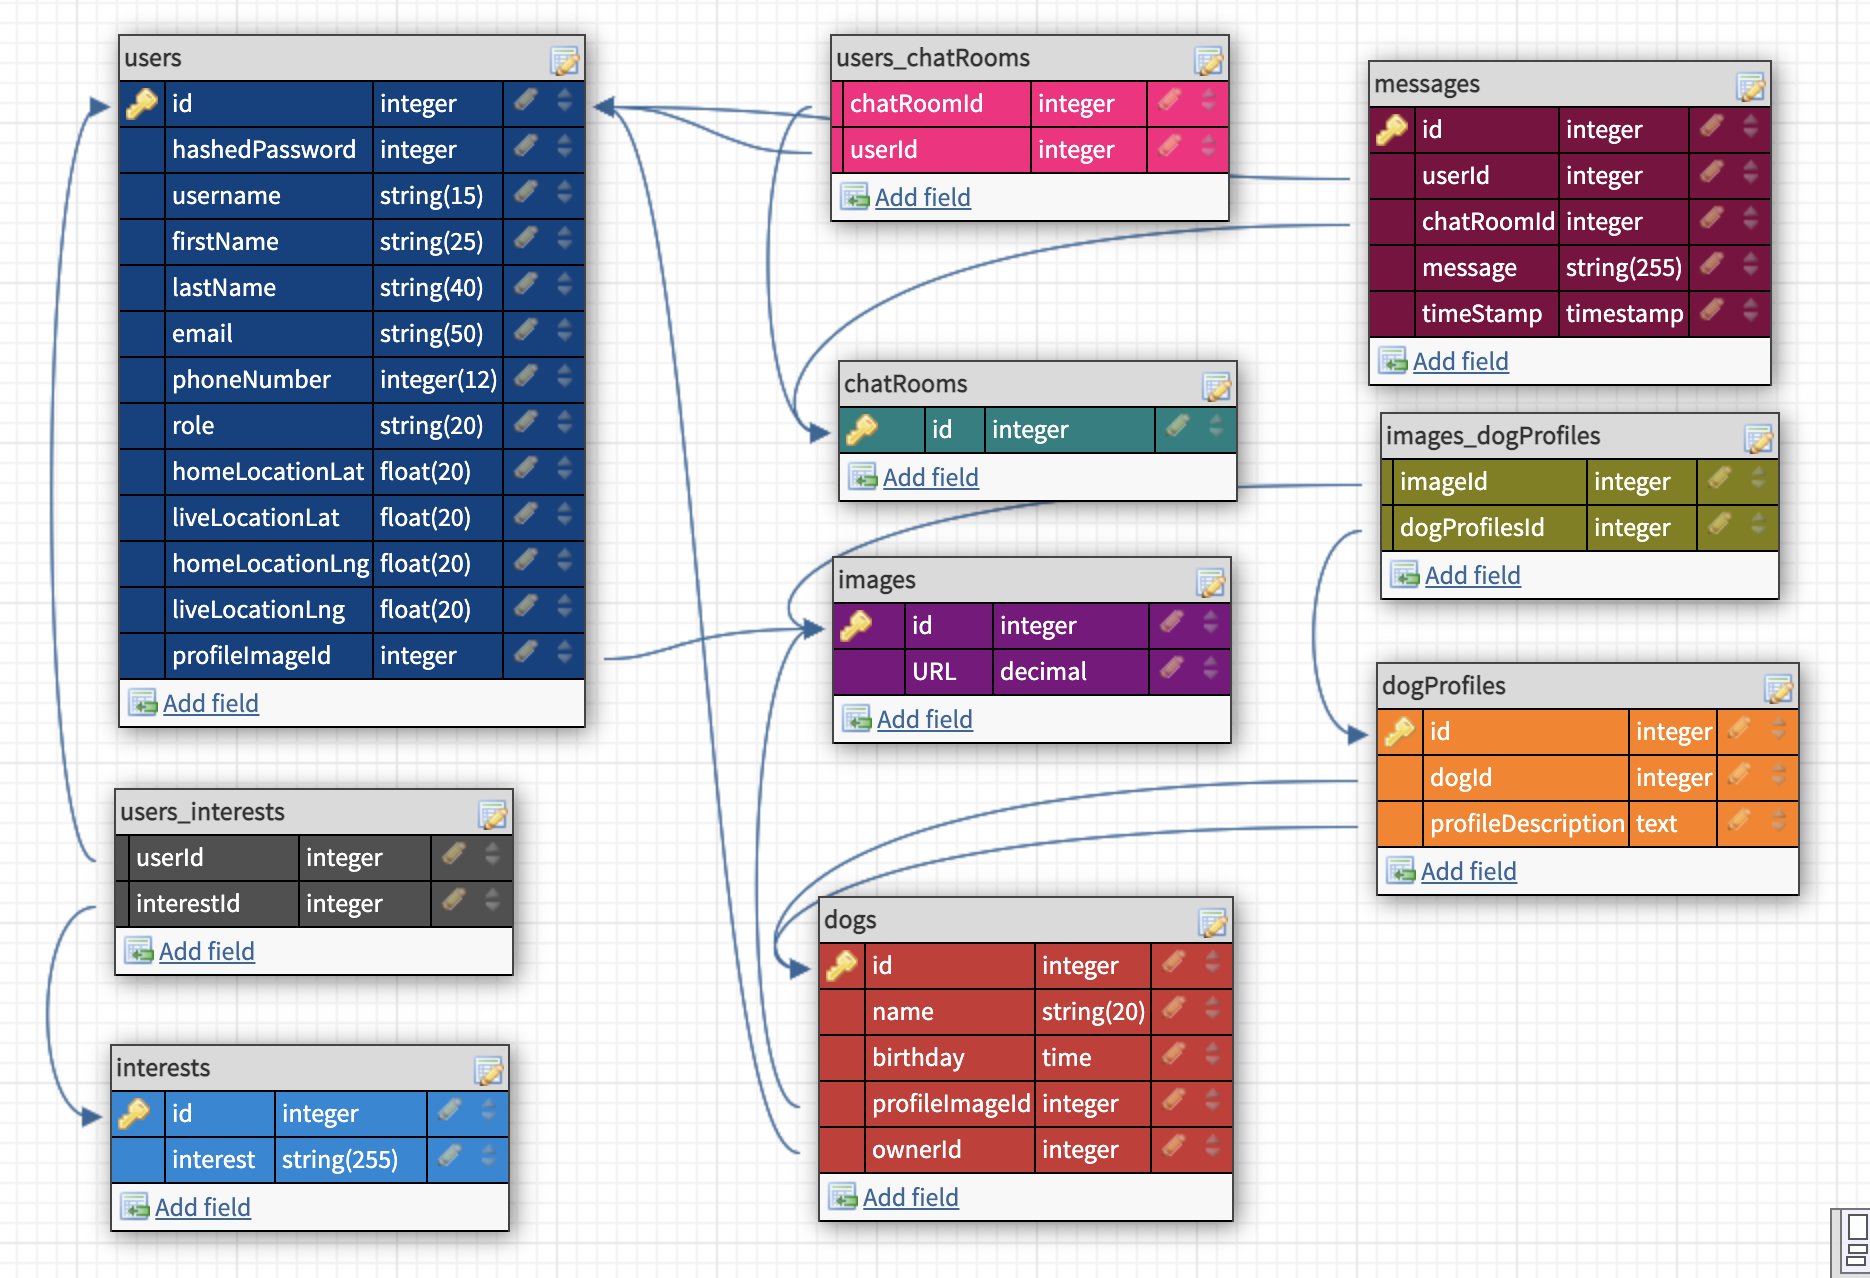 users
id integer
hashedPassword integer
username string(15)
firstName string(25)
lastName string(40)
email string(50)
phoneNumber integer(12)
role string(20)
homeLocationLat float(20)
liveLocationLat float(20)
homeLocationLng float(20)
liveLocationLng float(20)
profileImageId integer
Add field
users_interests
userId integer
interestId integer
Add field
interests
id integer
interest string(255)
Add field
users_chatRooms
chatRoomId integer
userId integer
Add field
chatRooms
id integer
Add field
images
id integer
URL decimal
Add field
dogs
id integer
name string(20)
birthday time
profileImageId integer
ownerId integer
Add field
messages
id integer
userId integer
chatRoomId integer
message string(255)
timeStamp timestamp
Add field
images_dogProfiles
imageId integer
dogProfilesId integer
Add field
dogProfiles
id integer
dogId integer
profileDescription text
Add field